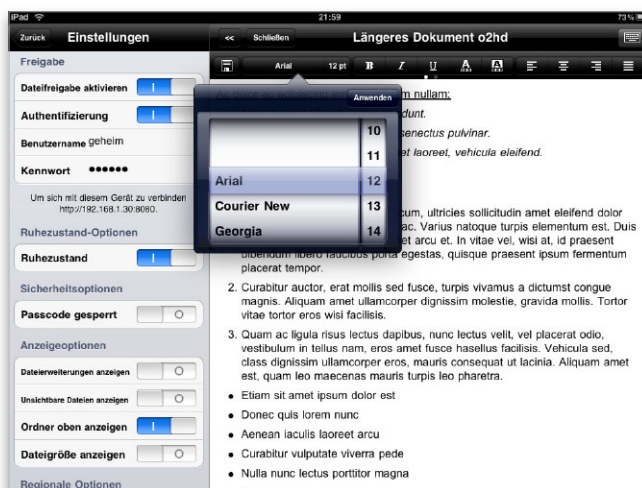 iPad 21:59 73%
Zurück Einstellungen
Freigabe
Dateifreigabe aktivieren
Authentifizierung
Benutzername geheim
Kennwort ●●●●●●
Um sich mit diesem Gerät zu verbinden
http://192.168.1.30:8080.
Ruhezustand-Optionen
Ruhezustand
Sicherheitsoptionen
Passcode gesperrt
Anzeigeoptionen
Dateierweiterungen anzeigen
Unsichtbare Dateien anzeigen
Ordner oben anzeigen
Dateigröße anzeigen
Regionale Optionen
<< Schließen Längeres Dokument o2hd
Arial 12 pt B I U A A
Anwenden
10
11
Arial 12
Courier New 13
Georgia 14
m nullam:
dunt.
senectus pulvinar.
et laoreet, vehicula eleifend.
cum, ultricies sollicitudin amet eleifend dolor
ac. Varius natoque turpis elementum est. Duis
et arcu et. In vitae vel, wisi at, id praesent
bibendum libero faucibus porta egestas, quisque praesent ipsum fermentum
placerat tempor.
2. Curabitur auctor, erat mollis sed fusce, turpis vivamus a dictumst congue
magnis. Aliquam amet ullamcorper dignissim molestie, gravida mollis. Tortor
vitae tortor eros wisi facilisis.
3. Quam ac ligula risus lectus dapibus, nunc lectus velit, vel placerat odio,
vestibulum in tellus nam, eros amet fusce hasellus facilisis. Vehicula sed,
class dignissim ullamcorper eros, mauris consequat ut lacinia. Aliquam amet
est, quam leo maecenas mauris turpis leo pharetra.
• Etiam sit amet ipsum dolor est
• Donec quis lorem nunc
• Aenean iaculis laoreet arcu
• Curabitur vulputate viverra pede
• Nulla nunc lectus porttitor magna